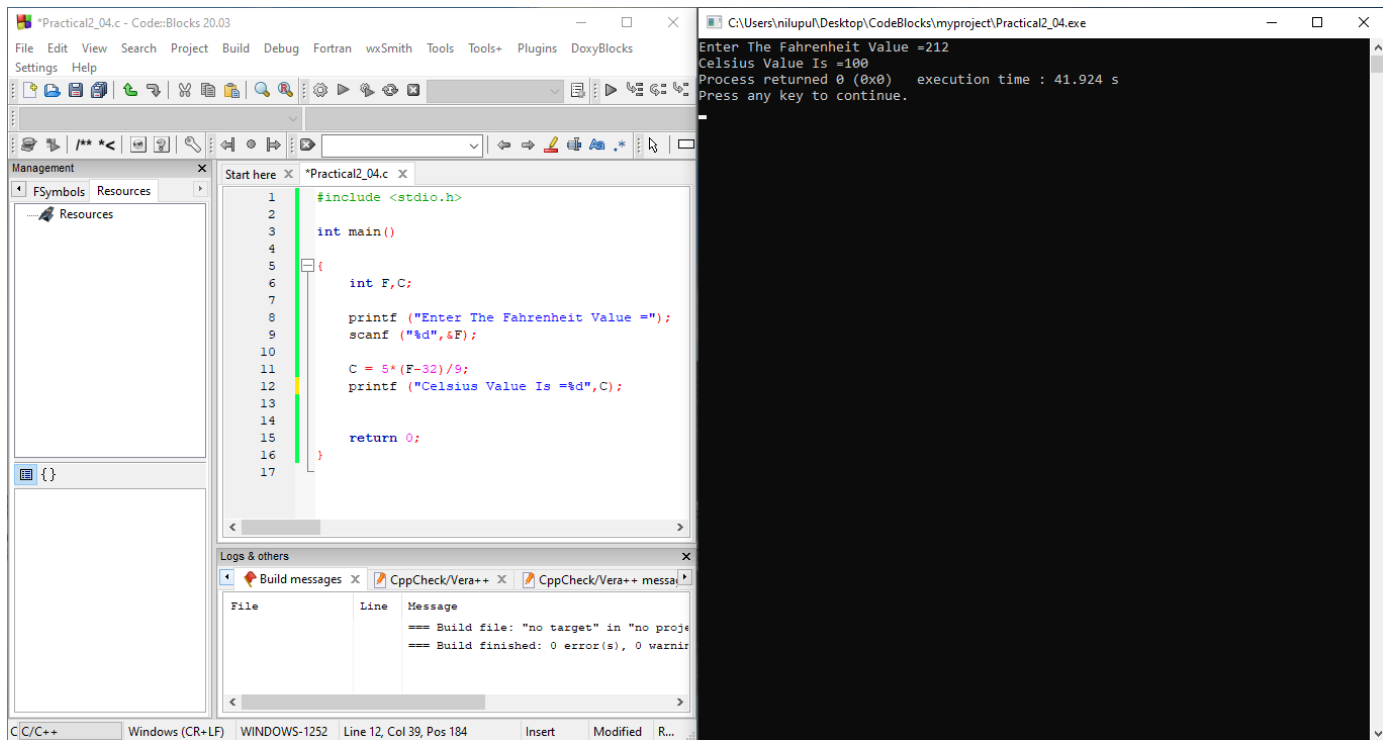 *Practical2_04.c - Code::Blocks 20.03
File Edit View Search Project Build Debug Fortran wxSmith Tools Tools+ Plugins DoxyBlocks
Settings Help
/** *<
Management
FSymbols Resources
Resources
{}
Start here *Practical2_04.c
1 #include <stdio.h>
2
3 int main()
4
5 {
6 int F,C;
7
8 printf ("Enter The Fahrenheit Value =");
9 scanf ("%d",&F);
10
11 C = 5*(F-32)/9;
12 printf ("Celsius Value Is =%d",C);
13
14
15 return 0;
16 }
17
Logs & others
Build messages CppCheck/Vera++ CppCheck/Vera++ messa
File Line Message
=== Build file: "no target" in "no proje
=== Build finished: 0 error(s), 0 warnin
C C/C++ Windows (CR+LF) WINDOWS-1252 Line 12, Col 39, Pos 184 Insert Modified R...
C:\Users\nilupul\Desktop\CodeBlocks\myproject\Practical2_04.exe
Enter The Fahrenheit Value =212
Celsius Value Is =100
Process returned 0 (0x0) execution time : 41.924 s
Press any key to continue.